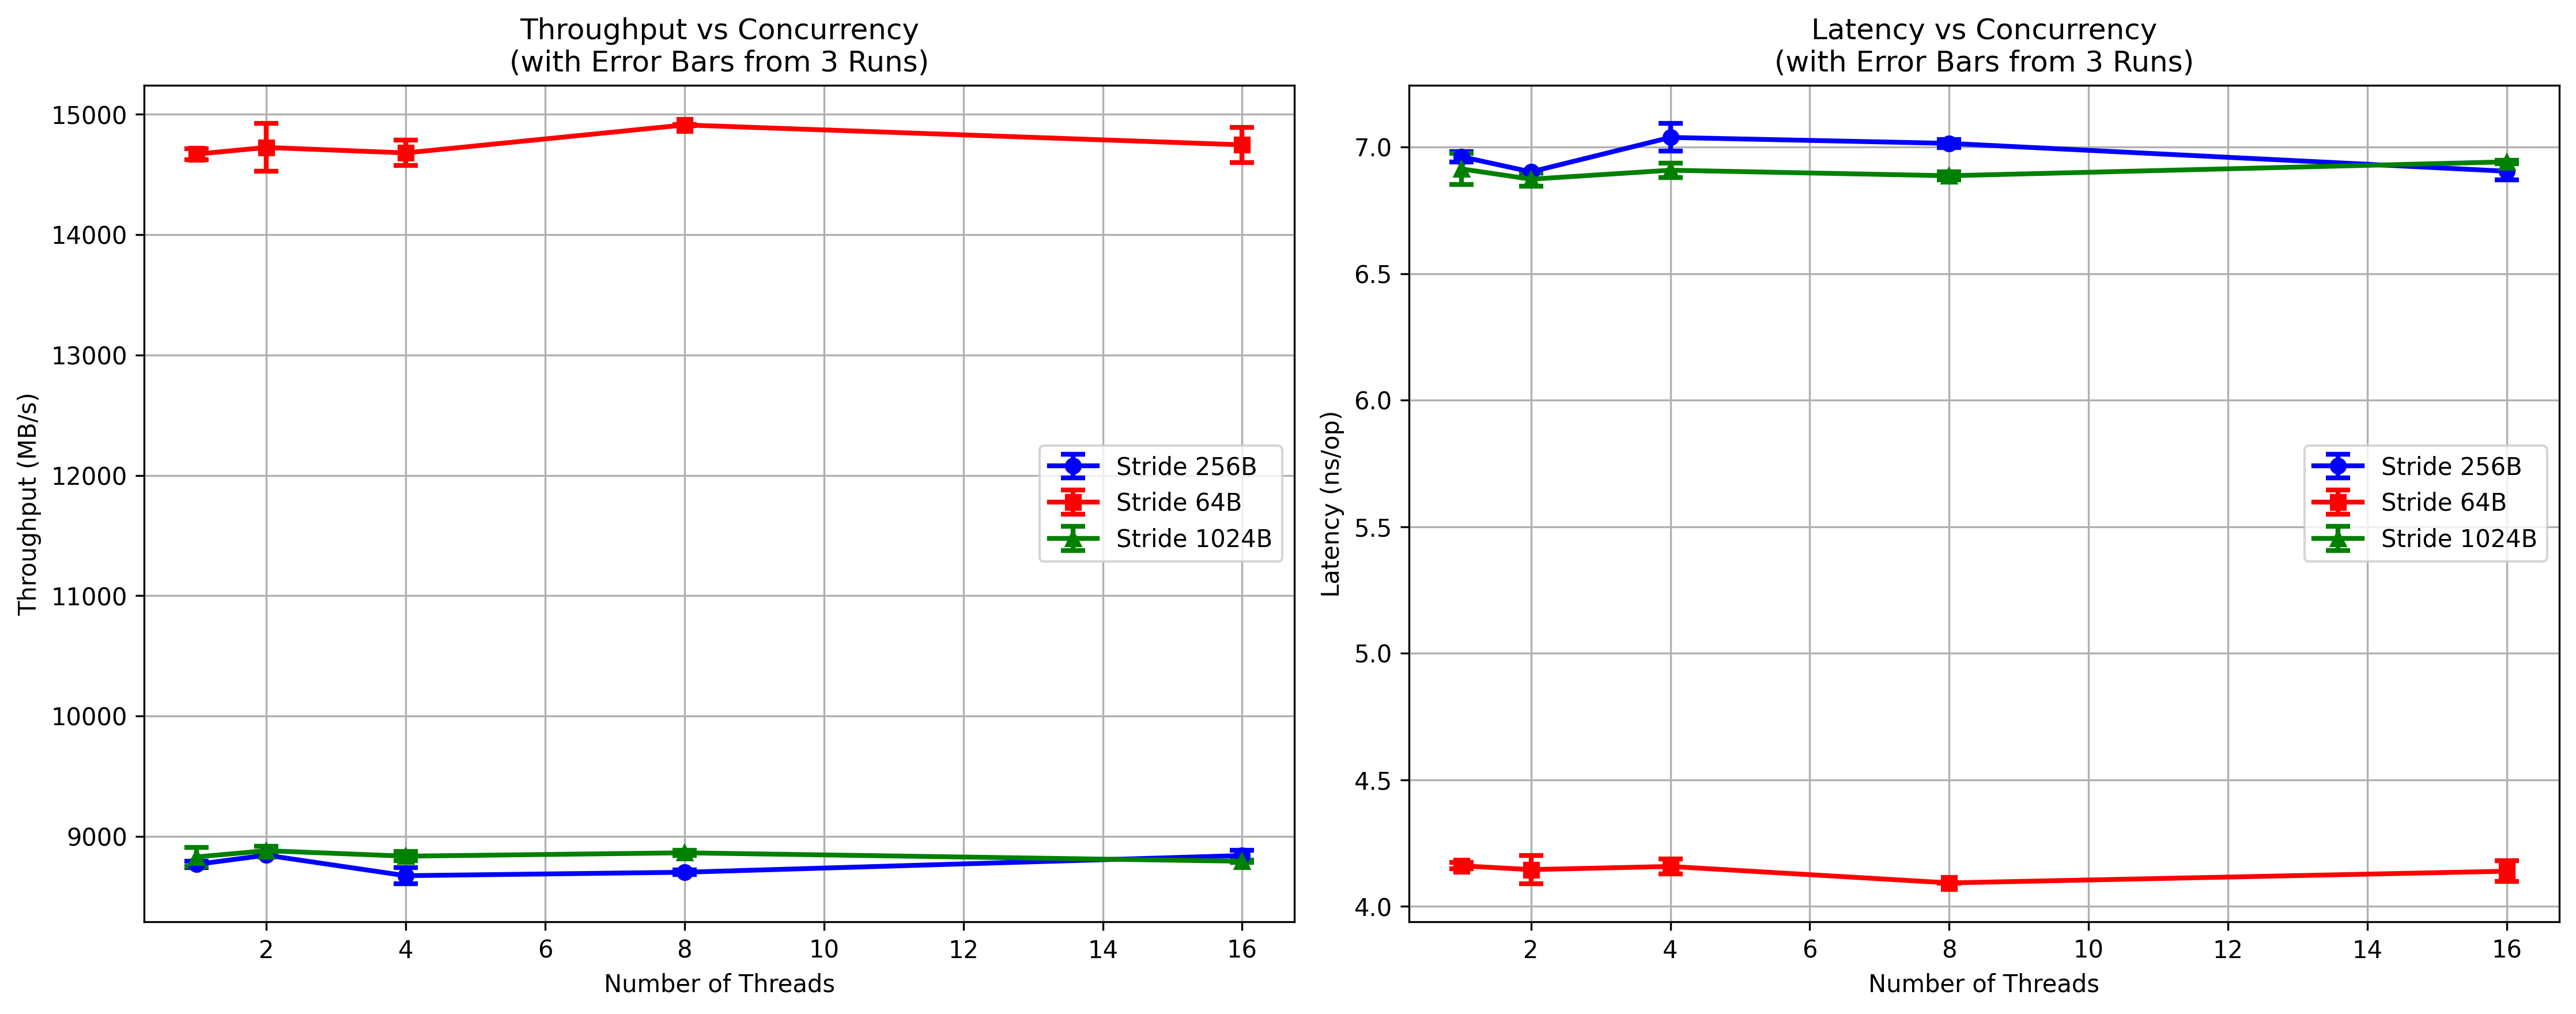 Throughput vs Concurrency
(with Error Bars from 3 Runs)
15000
14000
13000
12000
11000
10000
9000
Throughput (MB/s)
2 4 6 8 10 12 14 16
Number of Threads
Stride 256B
Stride 64B
Stride 1024B
Latency vs Concurrency
(with Error Bars from 3 Runs)
7.0
6.5
6.0
5.5
5.0
4.5
4.0
Latency (ns/op)
2 4 6 8 10 12 14 16
Number of Threads
Stride 256B
Stride 64B
Stride 1024B